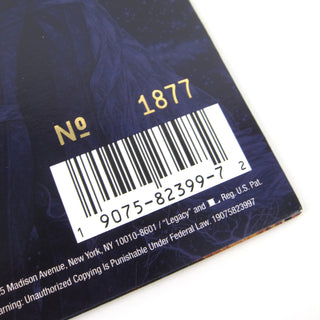 Nº 1877
1 9075-82399-7 2
5 Madison Avenue, New York, NY 10010-8601 / "Legacy" and Reg. U.S. Pat.
arning: Unauthorized Copying Is Punishable Under Federal Law. 19075823997